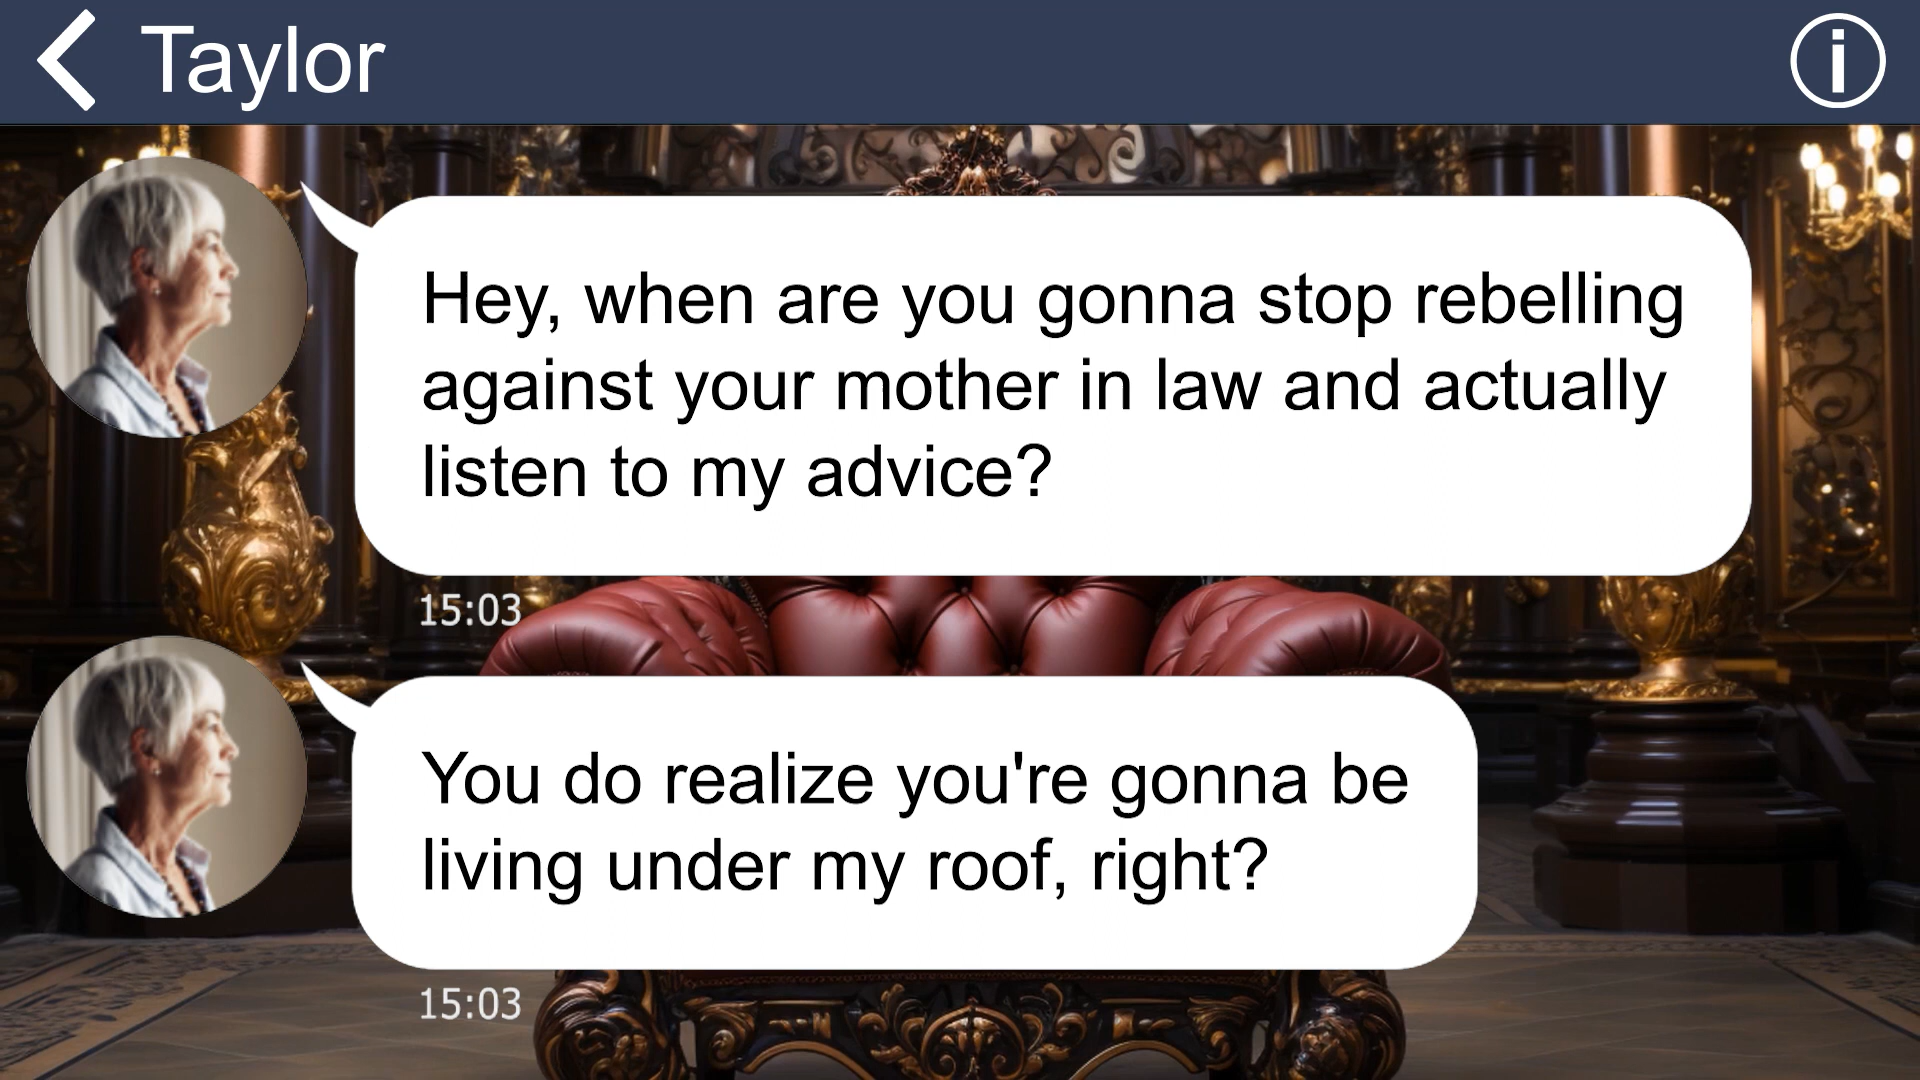 Taylor
Hey, when are you gonna stop rebelling
against your mother in law and actually
listen to my advice?
15:03
You do realize you're gonna be
living under my roof, right?
15:03